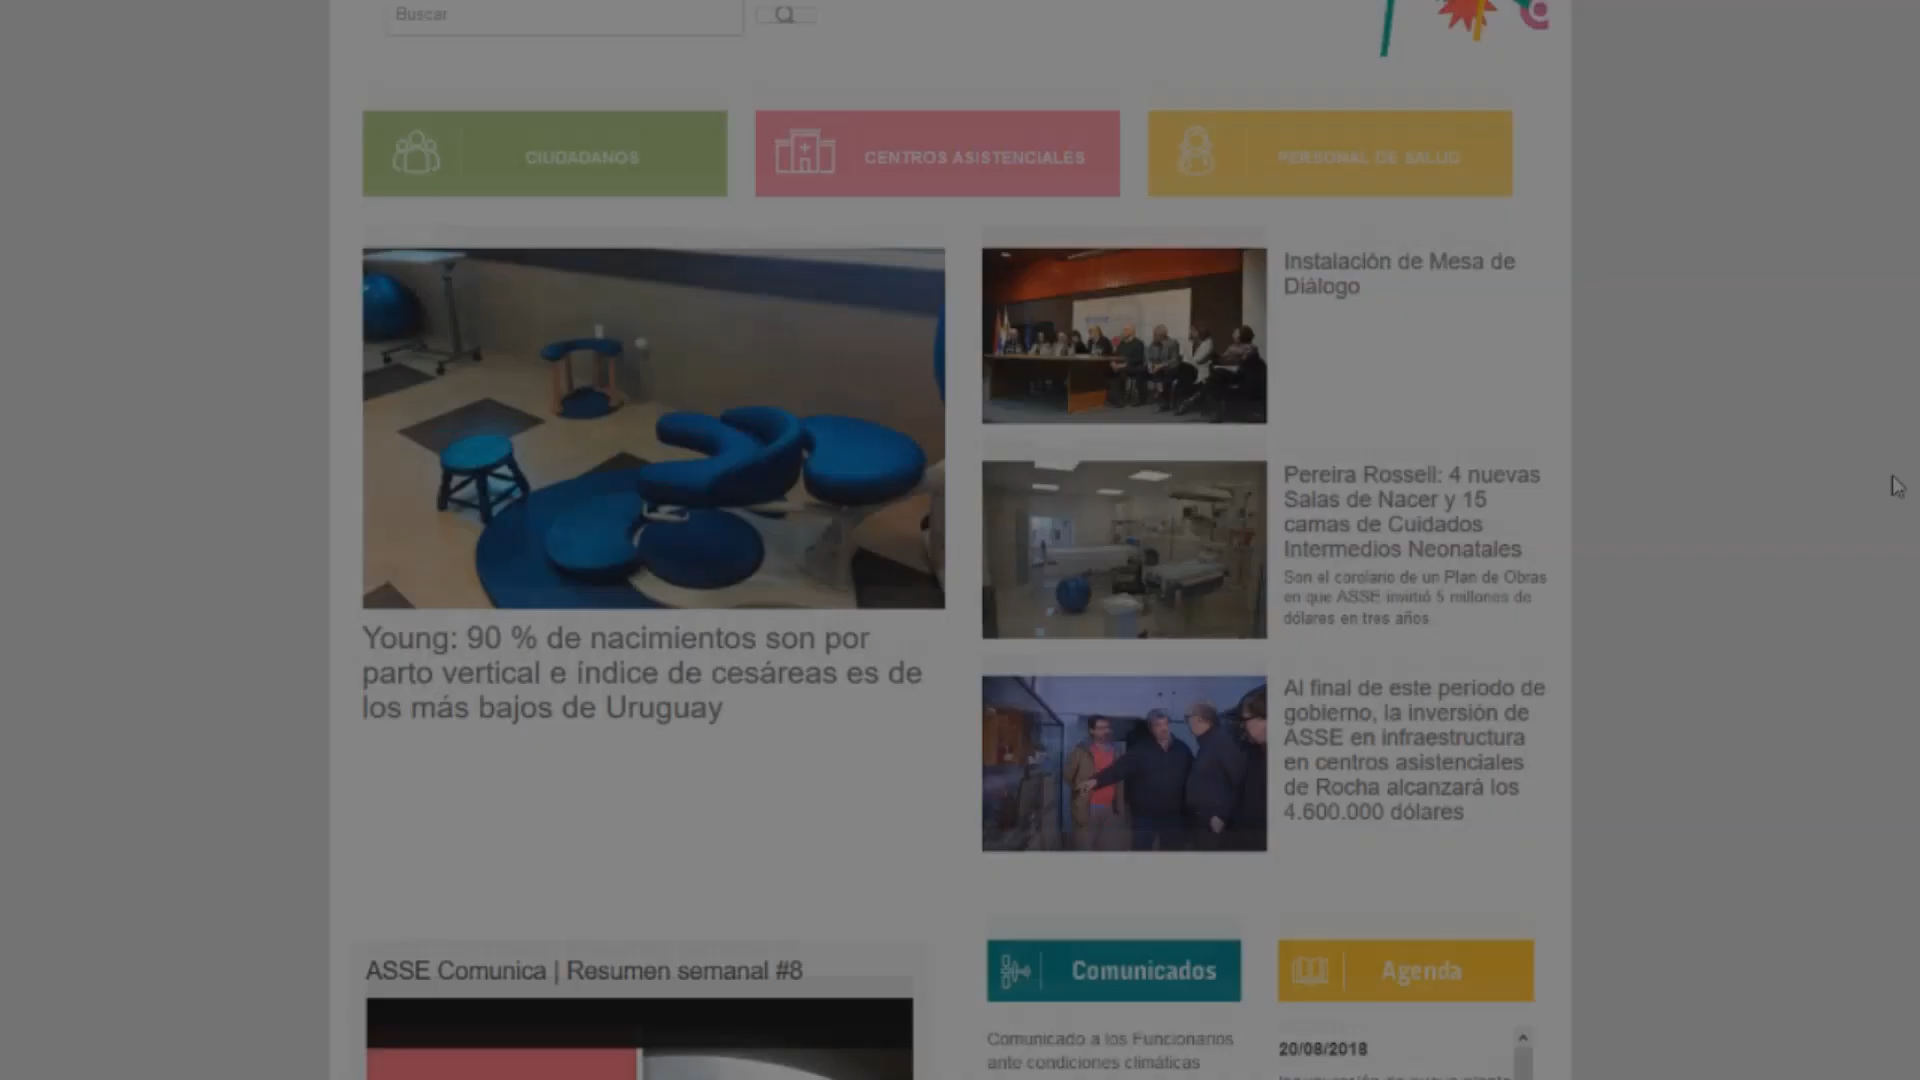 Buscar
CIUDADANOS
CENTROS ASISTENCIALES
PERSONAL DE SALUD
Instalación de Mesa de
Diálogo
Pereira Rossell: 4 nuevas
Salas de Nacer y 15
camas de Cuidados
Intermedios Neonatales
Son el corolario de un Plan de Obras
en que ASSE invirtió 5 millones de
dólares en tres años.
Young: 90 % de nacimientos son por
parto vertical e índice de cesáreas es de
los más bajos de Uruguay
Al final de este periodo de
gobierno, la inversión de
ASSE en infraestructura
en centros asistenciales
de Rocha alcanzará los
4.600.000 dólares
ASSE Comunica | Resumen semanal #8
Comunicados
Comunicado a los Funcionarios
ante condiciones climáticas
Agenda
20/08/2018